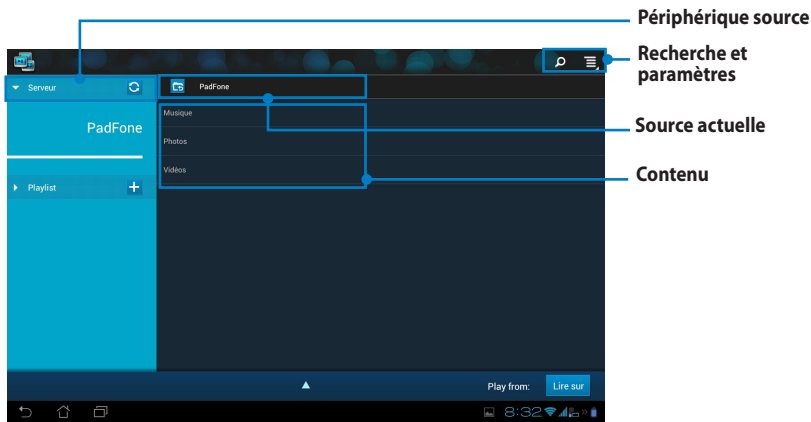 Périphérique source
Recherche et
paramètres
Serveur
PadFone
PadFone
Musique
Source actuelle
Photos
Vidéos
Contenu
Playlist
Play from:
Lire sur
8:32